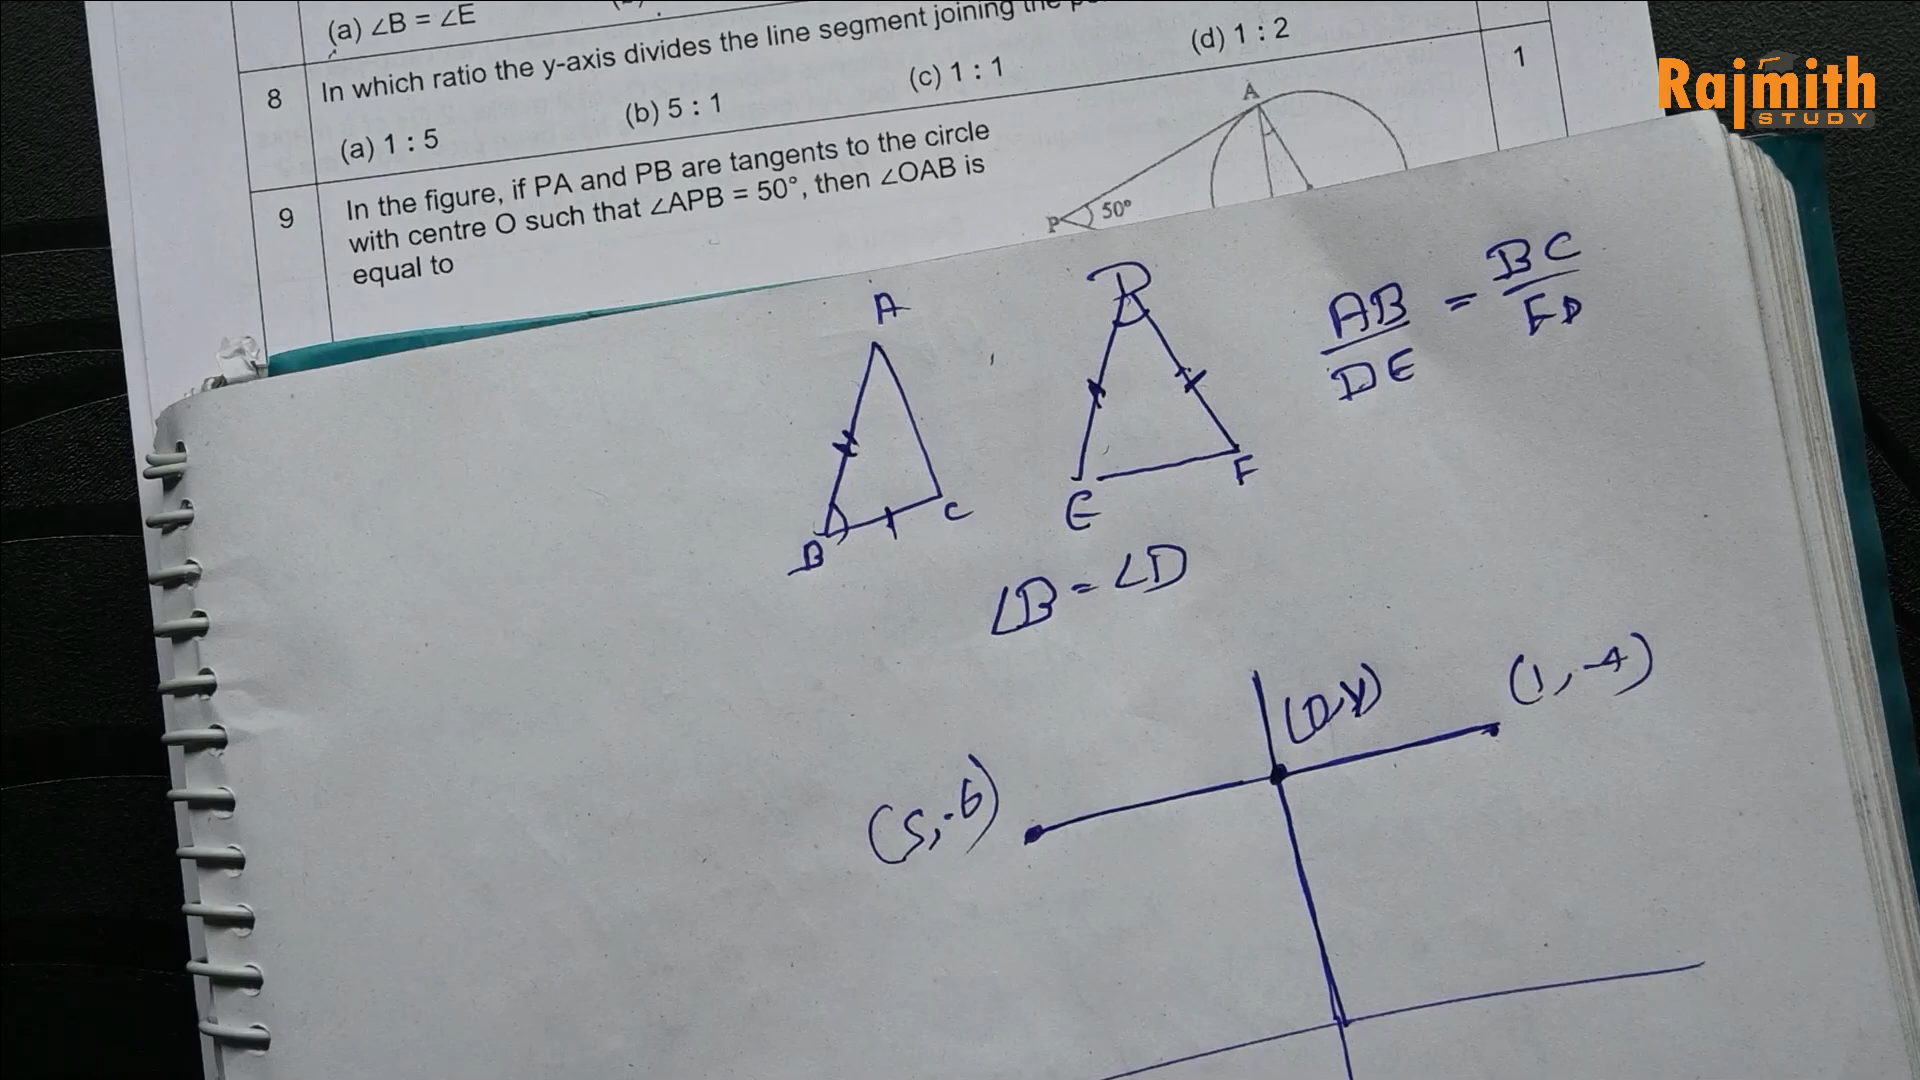 (a) ∠B = ∠E
8 In which ratio the y-axis divides the line segment joining the
(a) 1 : 5 (b) 5 : 1 (c) 1 : 1 (d) 1 : 2
1
9 In the figure, if PA and PB are tangents to the circle
with centre O such that ∠APB = 50°, then ∠OAB is
equal to
A
P 50°
Rajmith
STUDY
A
B
C
D
E
F
AB/DE = BC/FD
∠B = ∠D
(0,y)
(1,-4)
(5,-6)